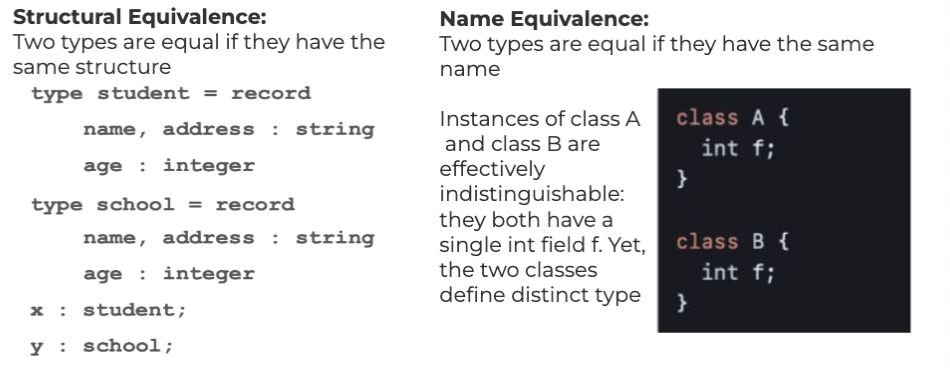 Structural Equivalence:
Two types are equal if they have the
same structure
type student = record
name, address : string
age : integer
type school = record
name, address : string
age : integer
x : student;
y : school;
Name Equivalence:
Two types are equal if they have the same
name
Instances of class A
and class B are
effectively
indistinguishable:
they both have a
single int field f. Yet,
the two classes
define distinct type
class A {
int f;
}
class B {
int f;
}